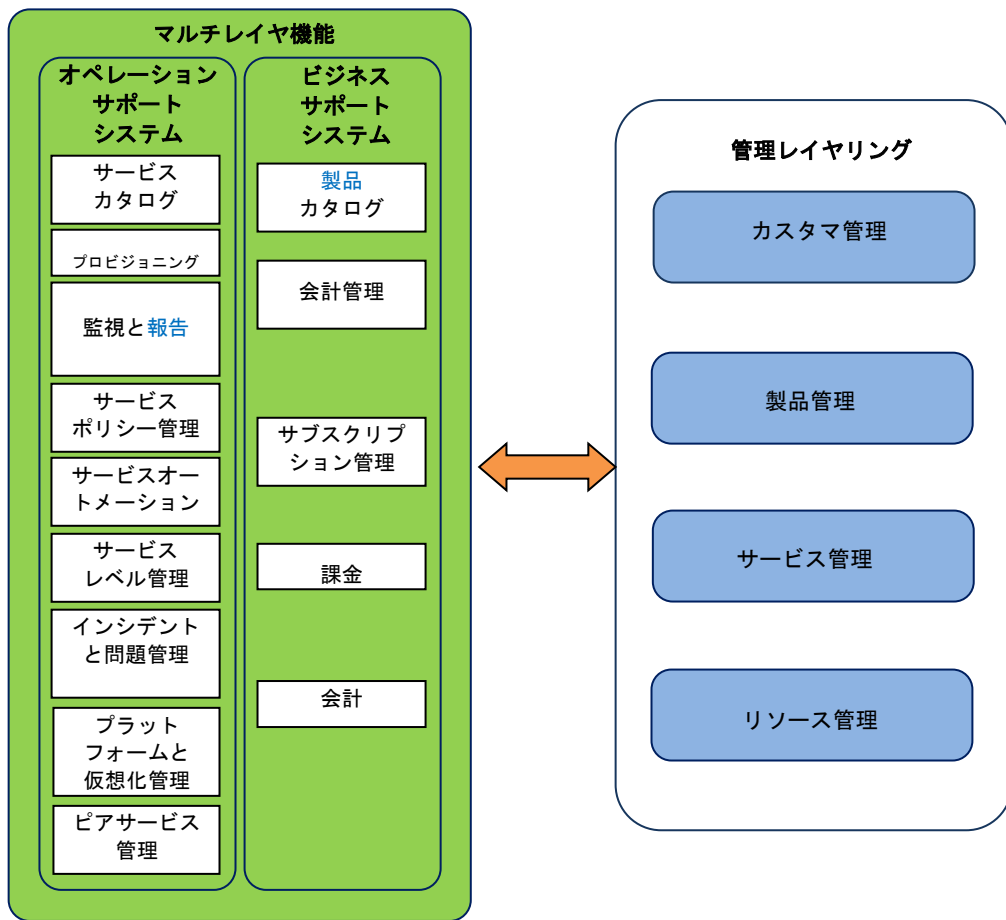 マルチレイヤ機能
オペレーション
サポート
システム
サービス
カタログ
プロビジョニング
監視と報告
サービス
ポリシー管理
サービスオー
トメーション
サービス
レベル管理
インシデント
と問題管理
プラット
フォームと
仮想化管理
ピアサービス
管理
ビジネス
サポート
システム
製品
カタログ
会計管理
サブスクリプ
ション管理
課金
会計
管理レイヤリング
カスタマ管理
製品管理
サービス管理
リソース管理